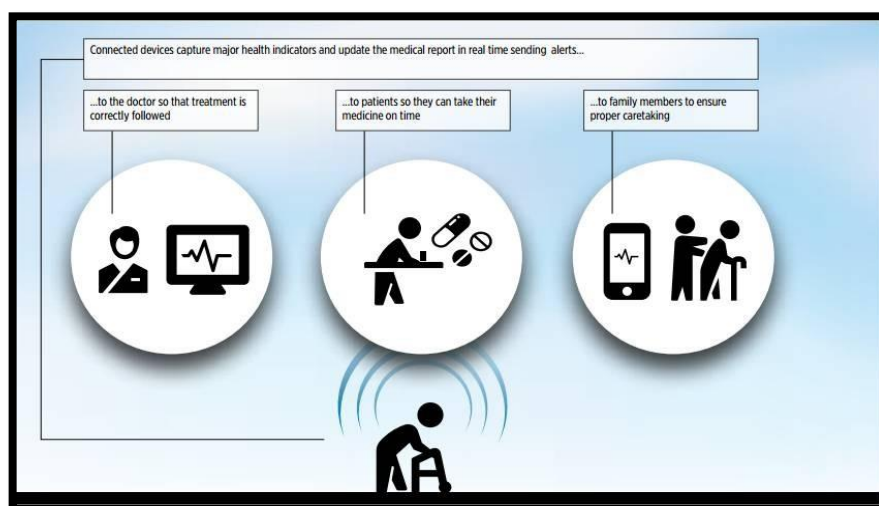 Connected devices capture major health indicators and update the medical report in real time sending alerts...
...to the doctor so that treatment is
correctly followed
...to patients so they can take their
medicine on time
...to family members to ensure
proper caretaking